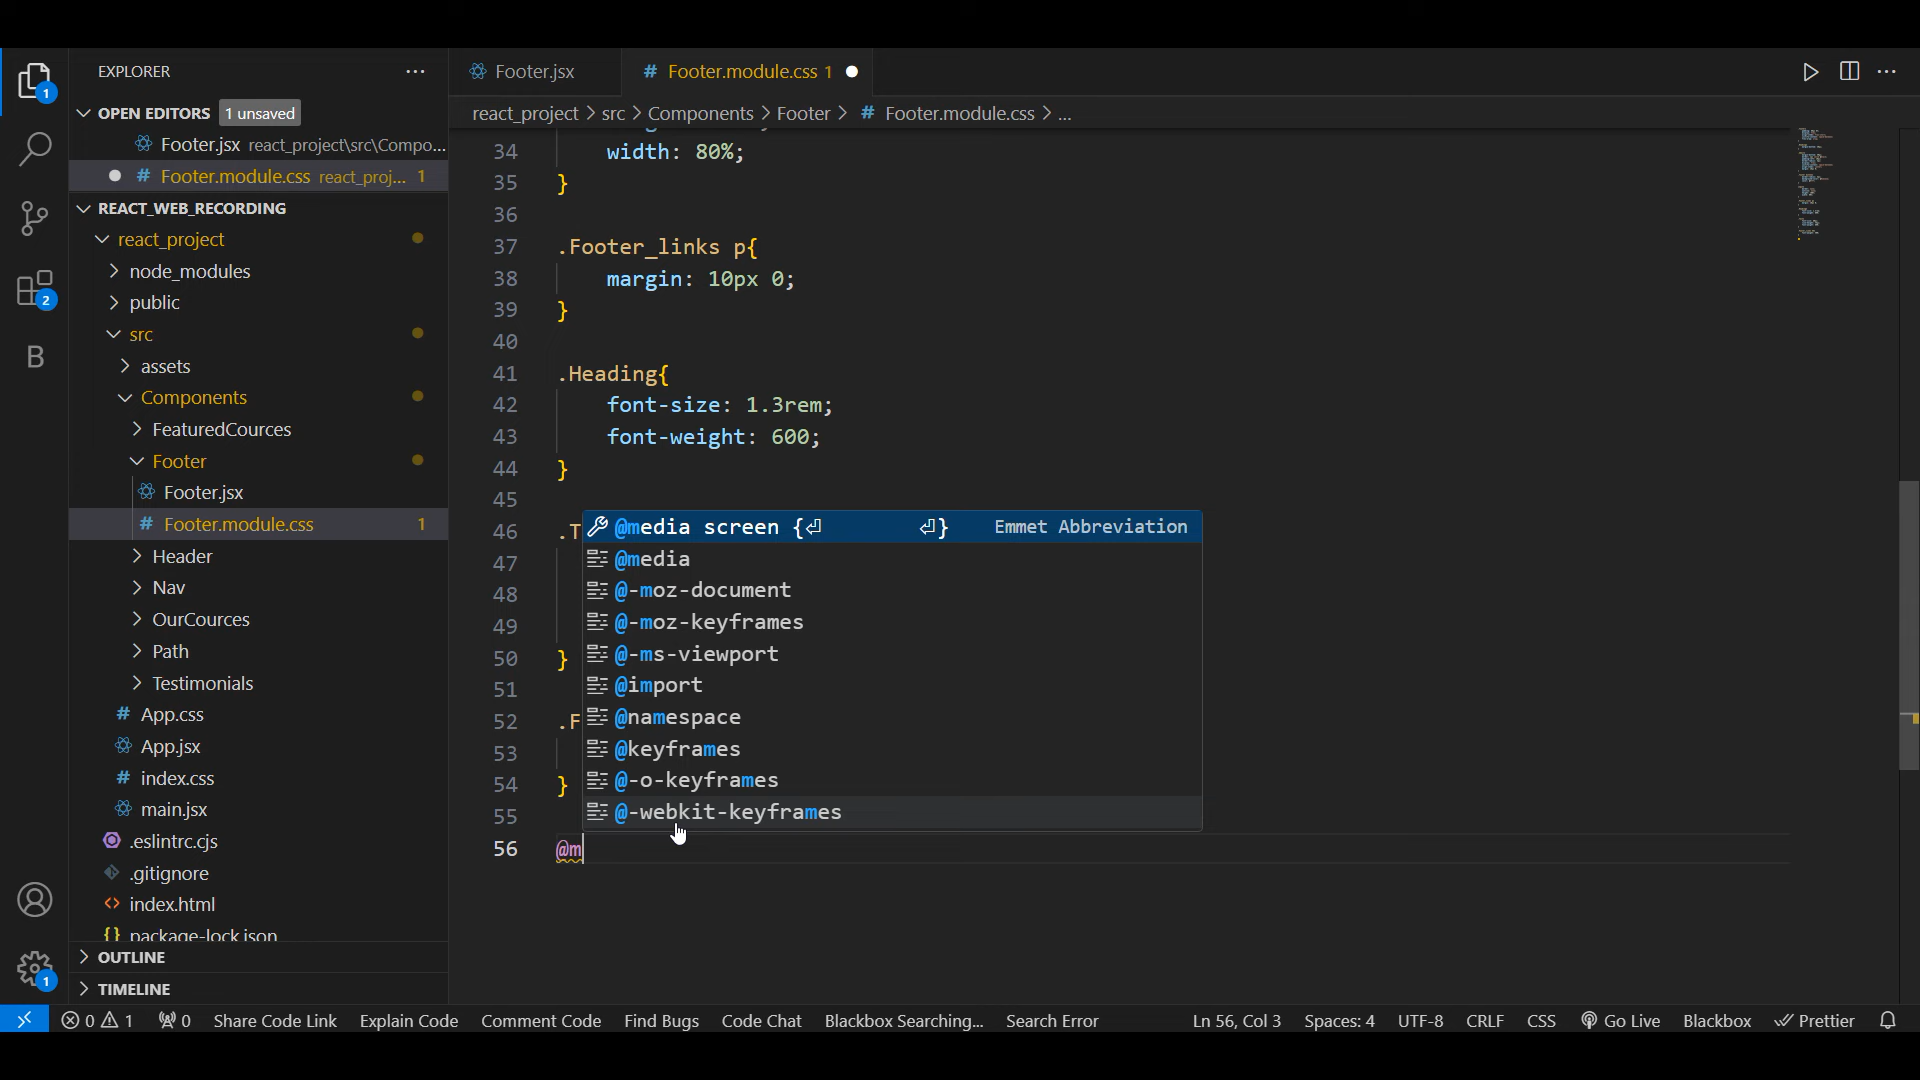 EXPLORER
OPEN EDITORS 1 unsaved
Footer.jsx react_project\src\Compo...
# Footer.module.css react_proj... 1
REACT_WEB_RECORDING
react_project
node_modules
public
src
assets
Components
FeaturedCources
Footer
Footer.jsx
# Footer.module.css 1
Header
Nav
OurCources
Path
Testimonials
# App.css
App.jsx
# index.css
main.jsx
.eslintrc.cjs
.gitignore
<> index.html
{} package-lock.json
OUTLINE
TIMELINE
1
2
B
1
Footer.jsx
# Footer.module.css 1
react_project > src > Components > Footer > # Footer.module.css > ...
34 width: 80%;
35 }
36
37 .Footer_links p{
38 margin: 10px 0;
39 }
40
41 .Heading{
42 font-size: 1.3rem;
43 font-weight: 600;
44 }
45
46 .T
47
48
49
50 }
51
52 .F
53
54 }
55
56 @m
@media screen {⏎ ⏎} Emmet Abbreviation
@media
@-moz-document
@-moz-keyframes
@-ms-viewport
@import
@namespace
@keyframes
@-o-keyframes
@-webkit-keyframes
0 1 0 Share Code Link Explain Code Comment Code Find Bugs Code Chat Blackbox Searching... Search Error Ln 56, Col 3 Spaces: 4 UTF-8 CRLF CSS Go Live Blackbox Prettier